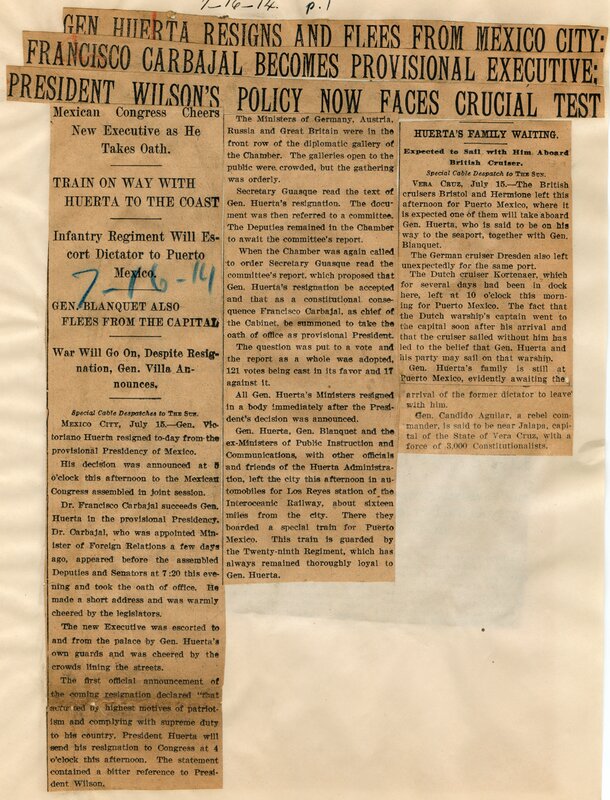 7-16-14. p.1
GEN HUERTA RESIGNS AND FLEES FROM MEXICO CITY;
FRANCISCO CARBAJAL BECOMES PROVISIONAL EXECUTIVE;
PRESIDENT WILSON'S POLICY NOW FACES CRUCIAL TEST
Mexican Congress Cheers
New Executive as He
Takes Oath.
TRAIN ON WAY WITH
HUERTA TO THE COAST
Infantry Regiment Will Es-
cort Dictator to Puerto
Mexico.
7-16-14
GEN. BLANQUET ALSO
FLEES FROM THE CAPITAL
War Will Go On, Despite Resig-
nation, Gen. Villa An-
nounces.
Special Cable Despatches to THE SUN.
MEXICO CITY, July 15.—Gen. Vic-
toriano Huerta resigned to-day from the
provisional Presidency of Mexico.
His decision was announced at 5
o'clock this afternoon to the Mexican
Congress assembled in joint session.
Dr. Francisco Carbajal succeeds Gen.
Huerta in the provisional Presidency.
Dr. Carbajal, who was appointed Min-
ister of Foreign Relations a few days
ago, appeared before the assembled
Deputies and Senators at 7:20 this eve-
ning and took the oath of office. He
made a short address and was warmly
cheered by the legislators.
The new Executive was escorted to
and from the palace by Gen. Huerta's
own guards and was cheered by the
crowds lining the streets.
The first official announcement of
the coming resignation declared "that
actuated by highest motives of patriot-
ism and complying with supreme duty
to his country, President Huerta will
send his resignation to Congress at 4
o'clock this afternoon. The statement
contained a bitter reference to Presi-
dent Wilson.
The Ministers of Germany, Austria,
Russia and Great Britain were in the
front row of the diplomatic gallery of
the Chamber. The galleries open to the
public were crowded, but the gathering
was orderly.
Secretary Guasque read the text of
Gen. Huerta's resignation. The docu-
ment was then referred to a committee.
The Deputies remained in the Chamber
to await the committee's report.
When the Chamber was again called
to order Secretary Guasque read the
committee's report, which proposed that
Gen. Huerta's resignation be accepted
and that as a constitutional conse-
quence Francisco Carbajal, as chief of
the Cabinet, be summoned to take the
oath of office as provisional President.
The question was put to a vote and
the report as a whole was adopted,
121 votes being cast in its favor and 17
against it.
All Gen. Huerta's Ministers resigned
in a body immediately after the Presi-
dent's decision was announced.
Gen. Huerta, Gen. Blanquet and the
ex-Ministers of Public Instruction and
Communications, with other officials
and friends of the Huerta Administra-
tion, left the city this afternoon in au-
tomobiles for Los Reyes station of the
Interoceanic Railway, about sixteen
miles from the city. There they
boarded a special train for Puerto
Mexico. This train is guarded by
the Twenty-ninth Regiment, which has
always remained thoroughly loyal to
Gen. Huerta.
HUERTA'S FAMILY WAITING.
Expected to Sail with Him Aboard
British Cruiser.
Special Cable Despatch to THE SUN.
VERA CRUZ, July 15.—The British
cruisers Bristol and Hermione left this
afternoon for Puerto Mexico, where it
is expected one of them will take aboard
Gen. Huerta, who is said to be on his
way to the seaport, together with Gen.
Blanquet.
The German cruiser Dresden also left
unexpectedly for the same port.
The Dutch cruiser Kortenaer, which
for several days had been in dock
here, left at 10 o'clock this morn-
ing for Puerto Mexico. The fact that
the Dutch warship's captain went to the
capital soon after his arrival and
that the cruiser sailed without him has
led to the belief that Gen. Huerta and
his party may sail on that warship.
Gen. Huerta's family is still at
Puerto Mexico, evidently awaiting the
arrival of the former dictator to leave
with him.
Gen. Candido Aguilar, a rebel com-
mander, is said to be near Jalapa, capi-
tal of the State of Vera Cruz, with a
force of 3,000 Constitutionalists.